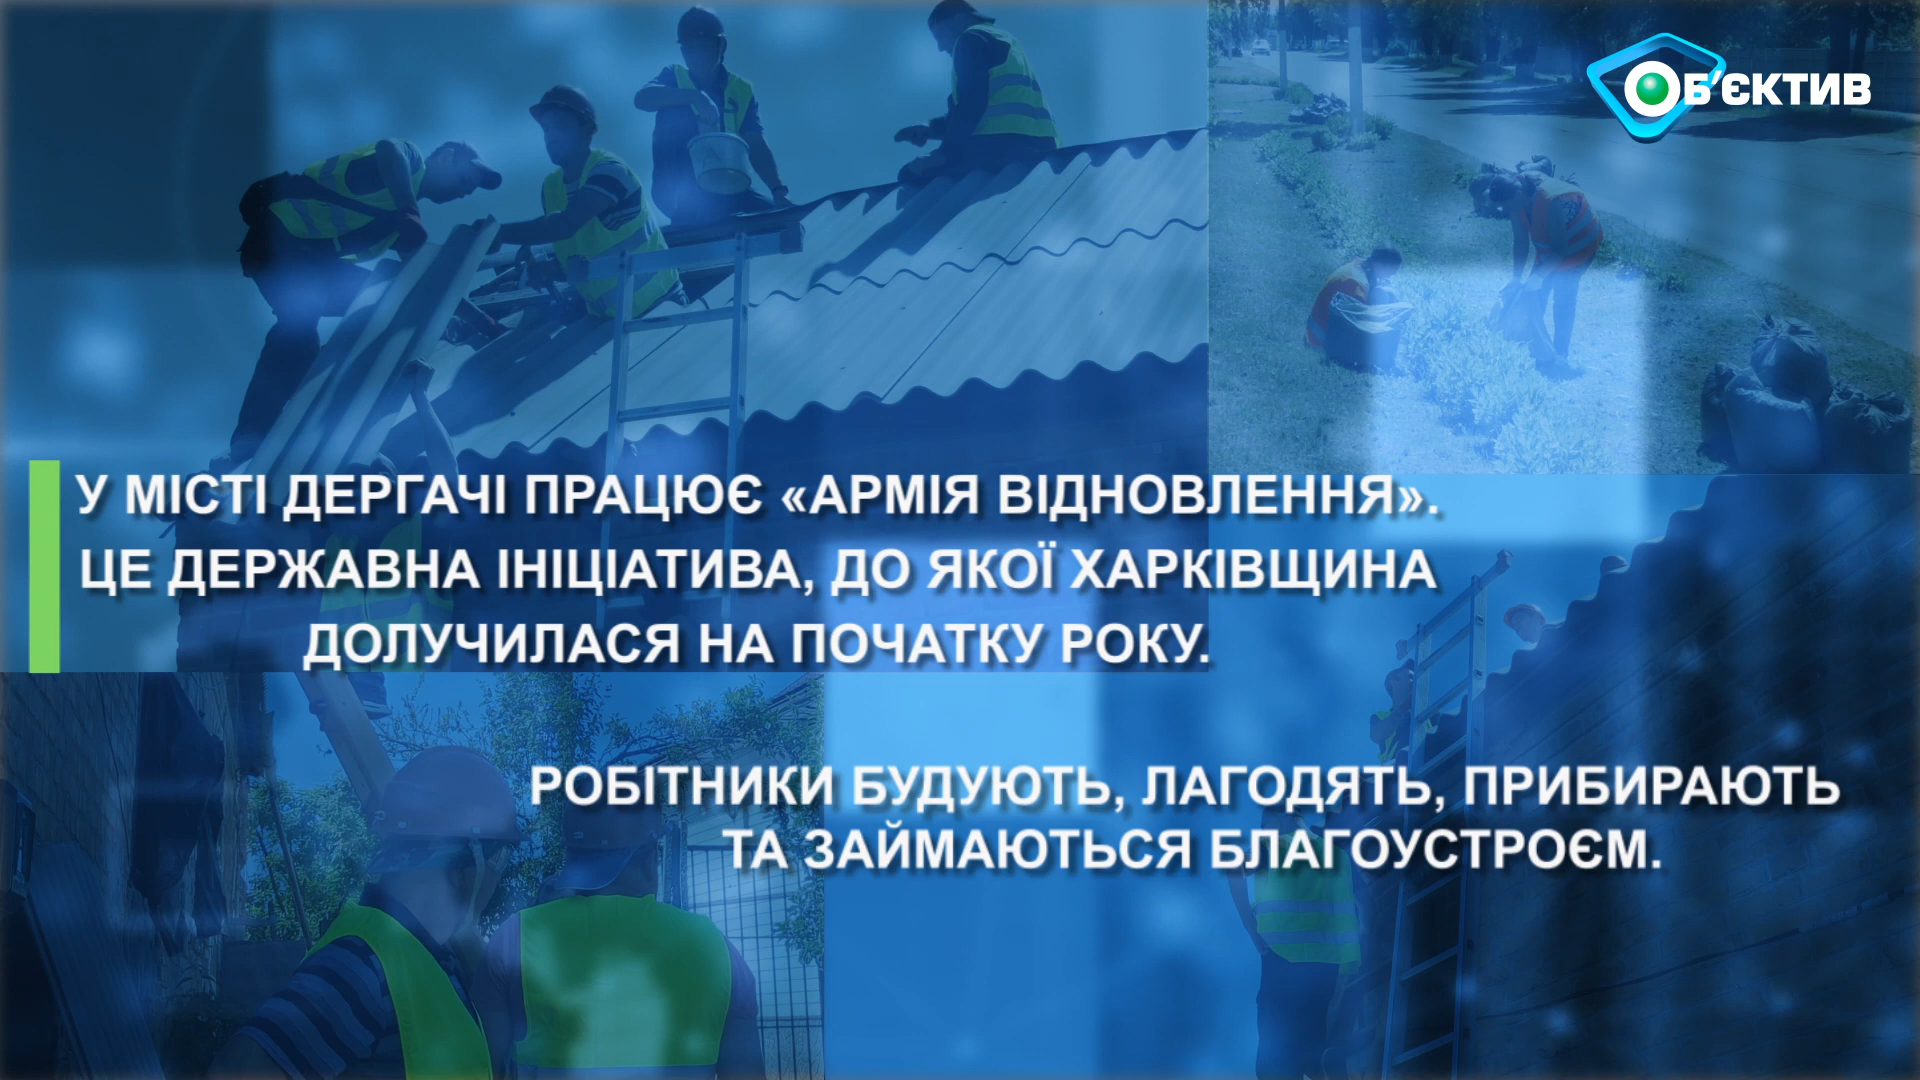 ОБ'ЄКТИВ
У МІСТІ ДЕРГАЧІ ПРАЦЮЄ «АРМІЯ ВІДНОВЛЕННЯ».
ЦЕ ДЕРЖАВНА ІНІЦІАТИВА, ДО ЯКОЇ ХАРКІВЩИНА
ДОЛУЧИЛАСЯ НА ПОЧАТКУ РОКУ.
РОБІТНИКИ БУДУЮТЬ, ЛАГОДЯТЬ, ПРИБИРАЮТЬ
ТА ЗАЙМАЮТЬСЯ БЛАГОУСТРОЄМ.